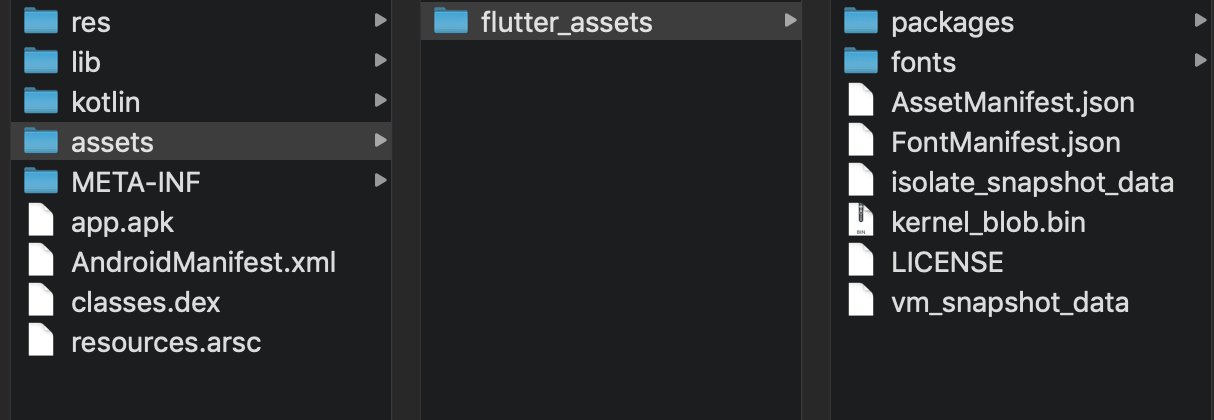 res
lib
kotlin
assets
META-INF
app.apk
AndroidManifest.xml
classes.dex
resources.arsc
flutter_assets
packages
fonts
AssetManifest.json
FontManifest.json
isolate_snapshot_data
kernel_blob.bin
LICENSE
vm_snapshot_data